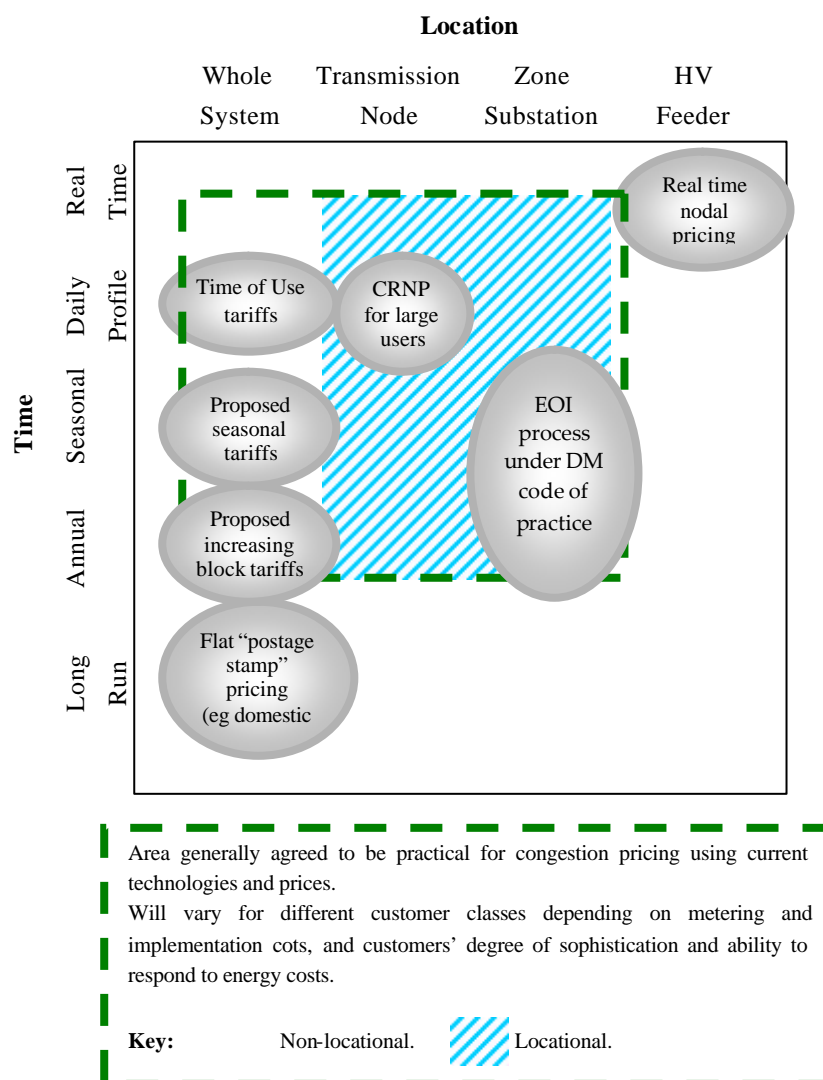 Location
Whole Transmission Zone HV
System Node Substation Feeder
Time
Real
Time
Daily
Profile
Seasonal
Annual
Long
Run
Real time
nodal
pricing
Time of Use
tariffs
CRNP
for large
users
Proposed
seasonal
tariffs
EOI
process
under DM
code of
practice
Proposed
increasing
block tariffs
Flat “postage
stamp”
pricing
(eg domestic
Area generally agreed to be practical for congestion pricing using current
technologies and prices.
Will vary for different customer classes depending on metering and
implementation cots, and customers’ degree of sophistication and ability to
respond to energy costs.
Key: Non-locational. Locational.